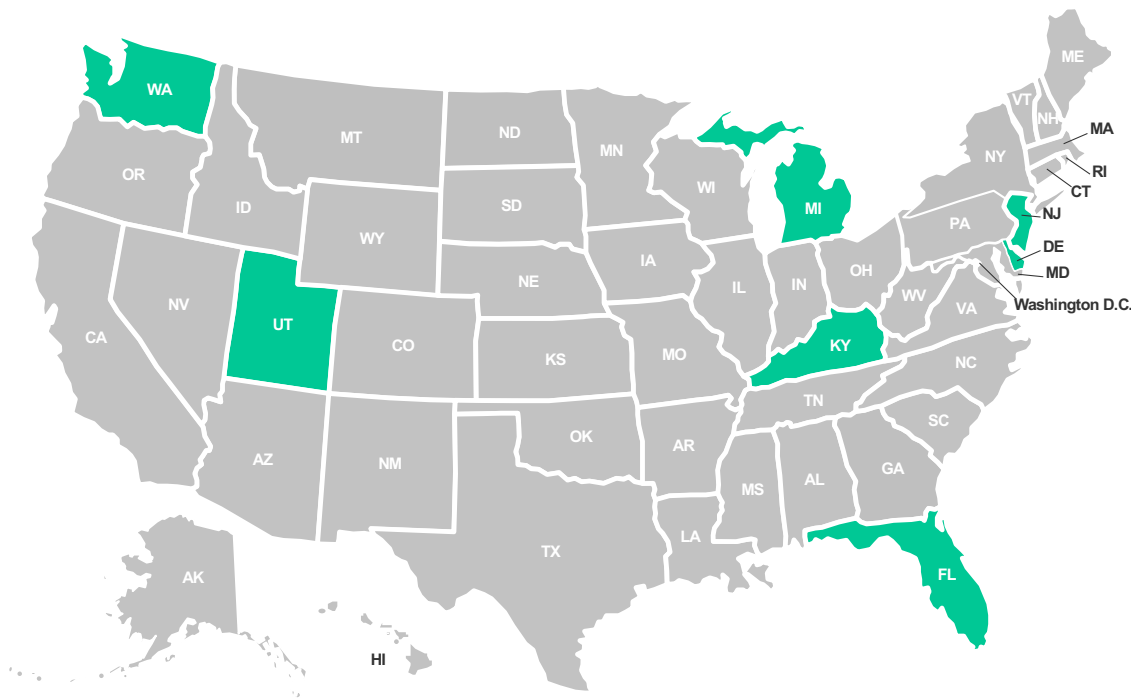 ME
WA
VT
NH
MA
MT
ND
MN
NY
RI
OR
WI
CT
ID
SD
MI
NJ
PA
WY
DE
IA
OH
MD
NE
IL
IN
WV
Washington D.C.
NV
VA
UT
CA
CO
KS
MO
KY
NC
TN
SC
OK
AR
AZ
NM
GA
MS
AL
LA
TX
AK
FL
HI